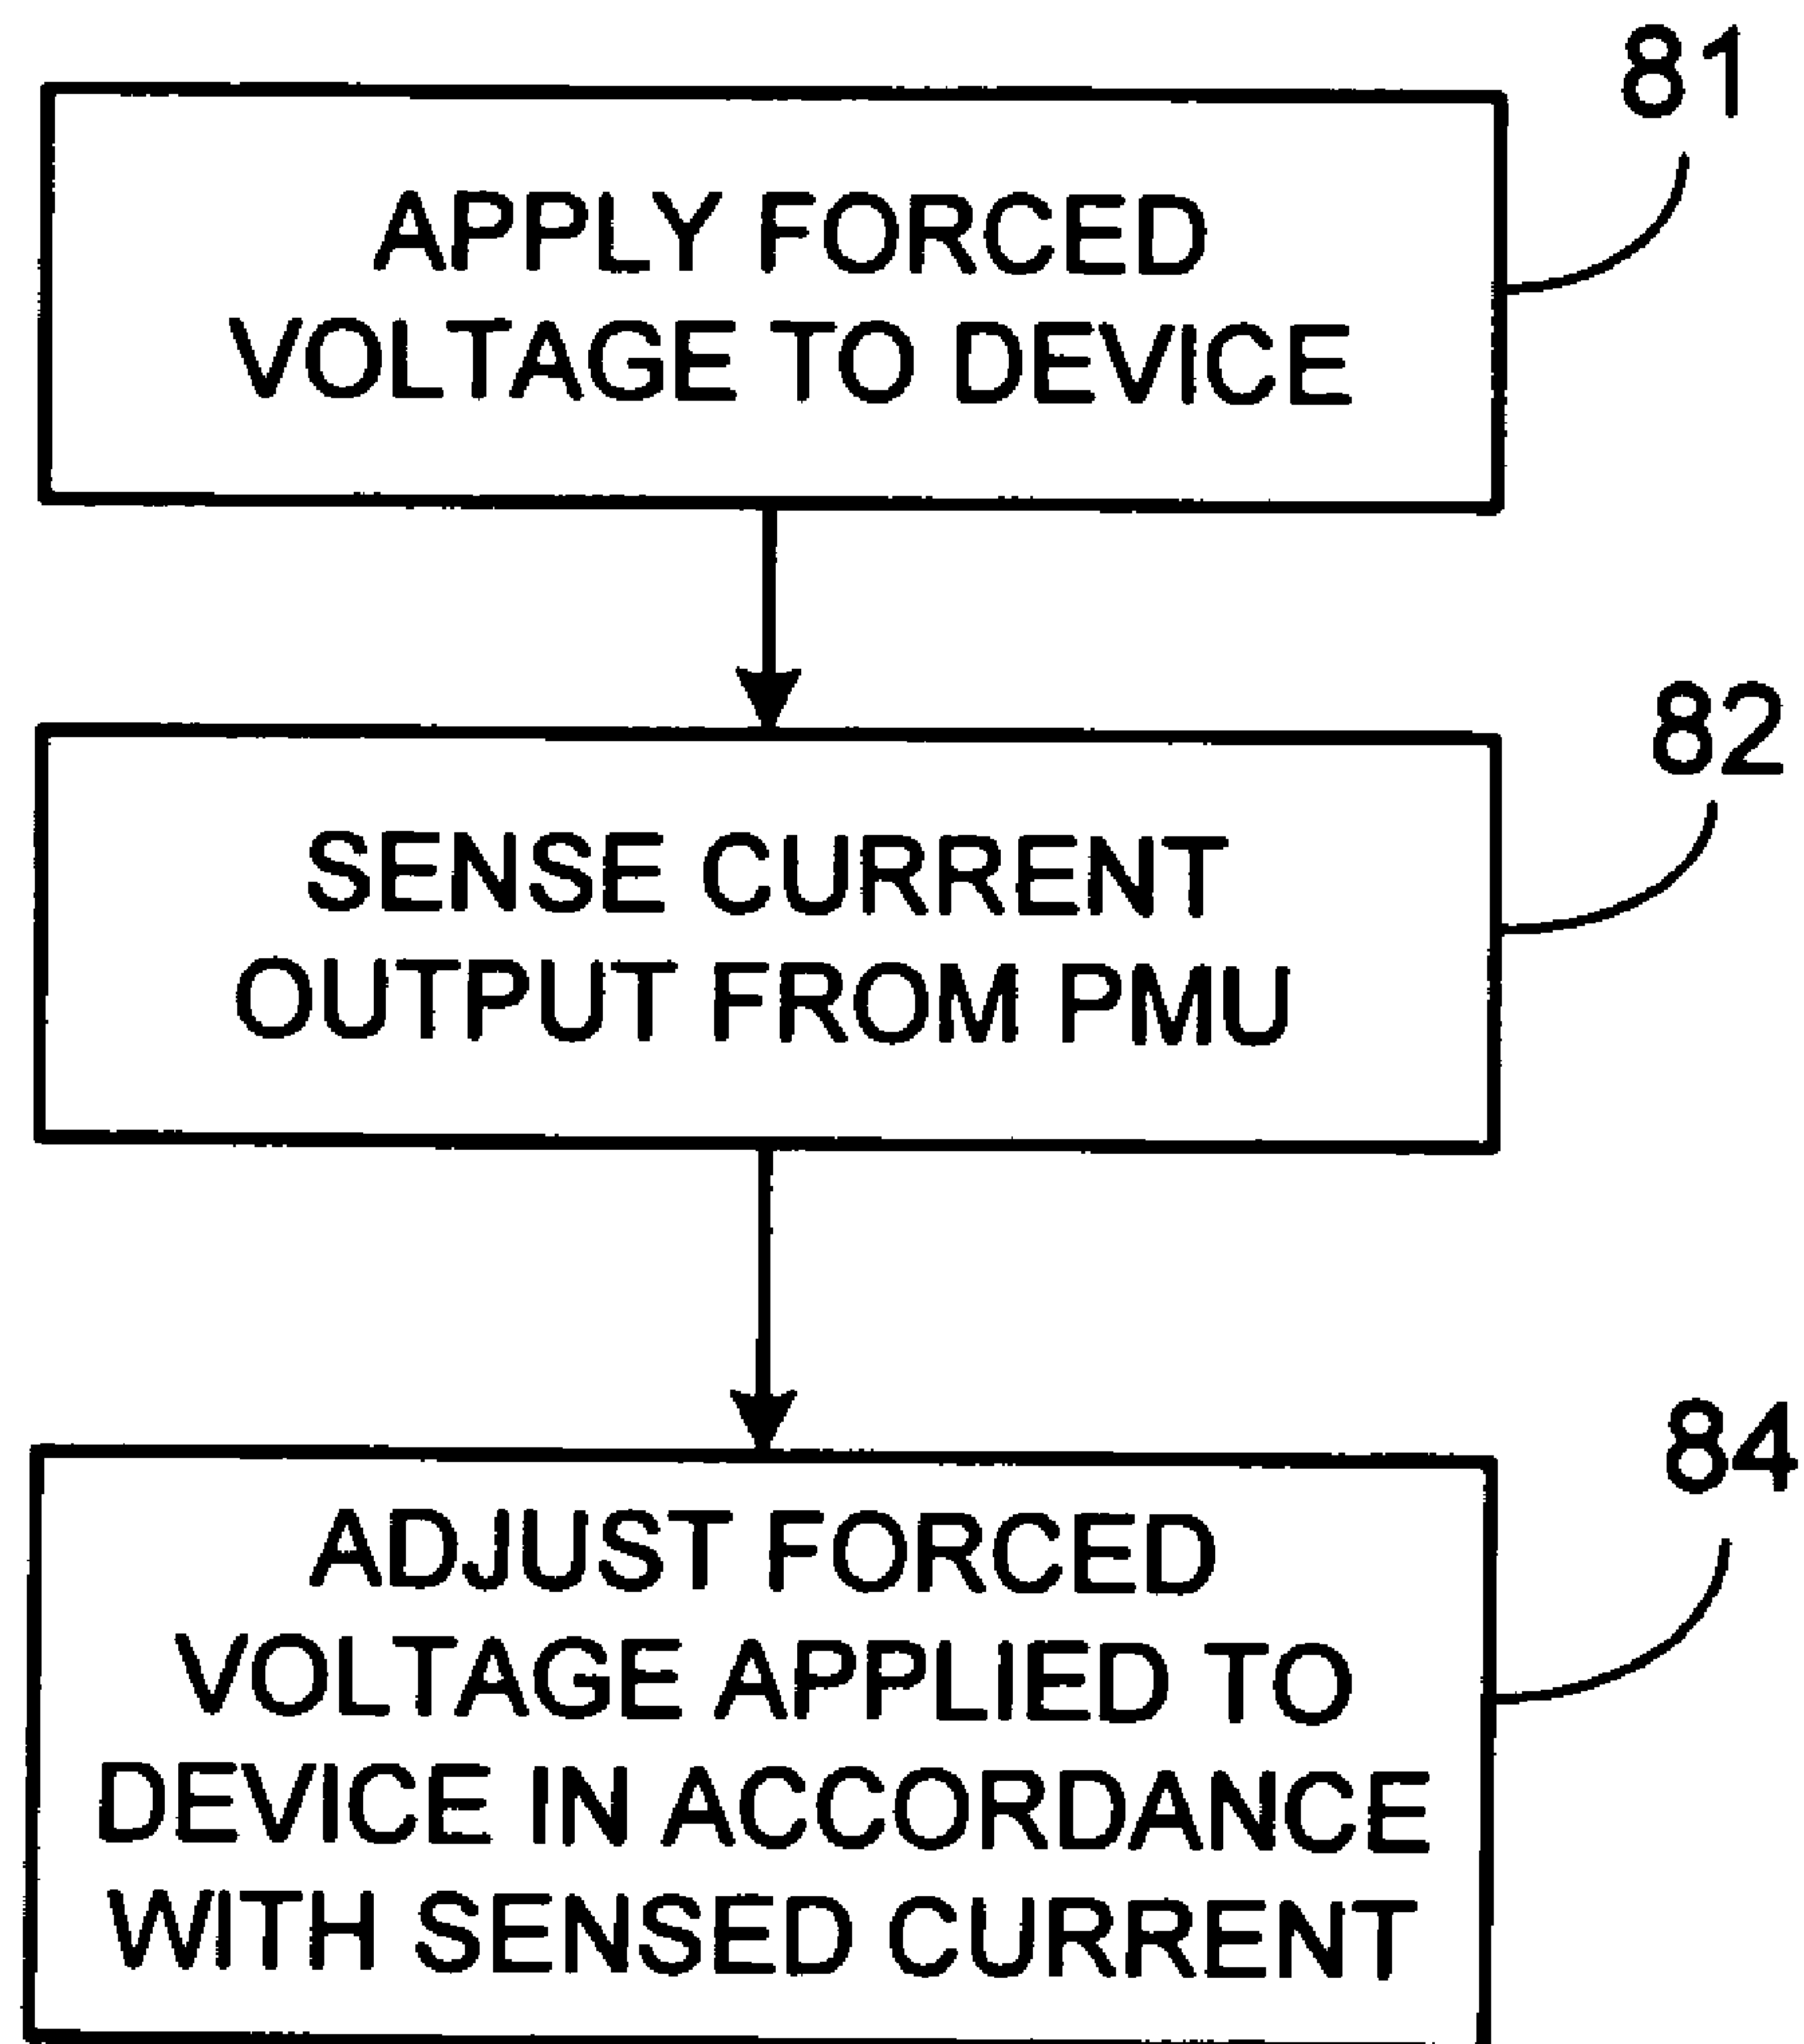 81
APPLY FORCED
VOLTAGE TO DEVICE
82
SENSE CURRENT
OUTPUT FROM PMU
84
ADJUST FORCED
VOLTAGE APPLIED TO
DEVICE IN ACCORDANCE
WITH SENSED CURRENT